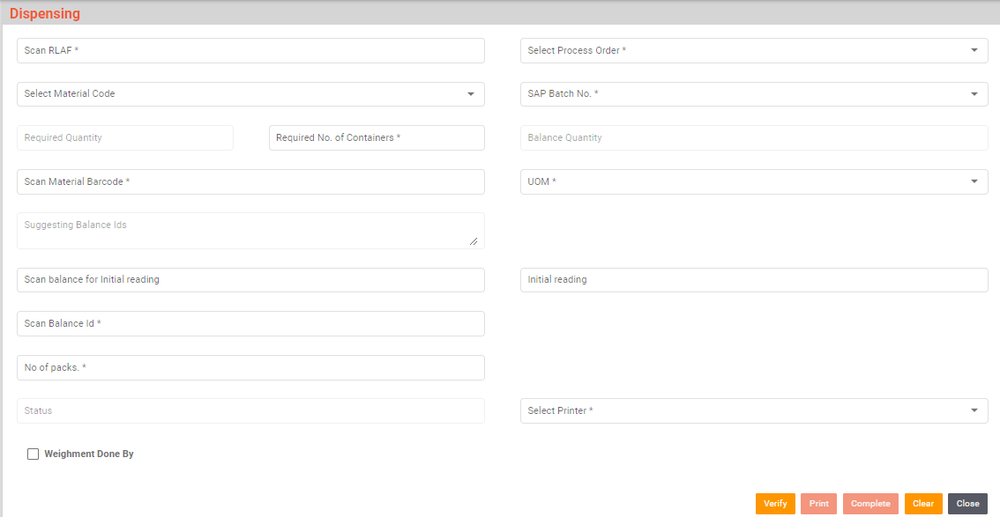 Dispensing
Scan RLAF *
Select Process Order *
Select Material Code
SAP Batch No. *
Required Quantity
Required No. of Containers *
Balance Quantity
Scan Material Barcode *
UOM *
Suggesting Balance Ids
Scan balance for Initial reading
Initial reading
Scan Balance Id *
No of packs. *
Status
Select Printer *
Weighment Done By
Verify
Print
Complete
Clear
Close